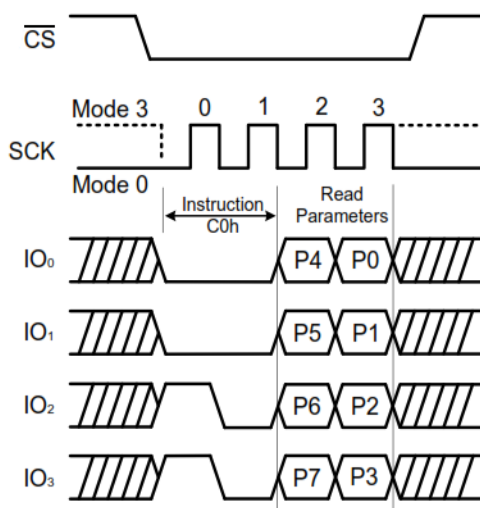 CS
Mode 3 0 1 2 3
SCK
Mode 0
Instruction
C0h
Read
Parameters
IO₀ P4 P0
IO₁ P5 P1
IO₂ P6 P2
IO₃ P7 P3